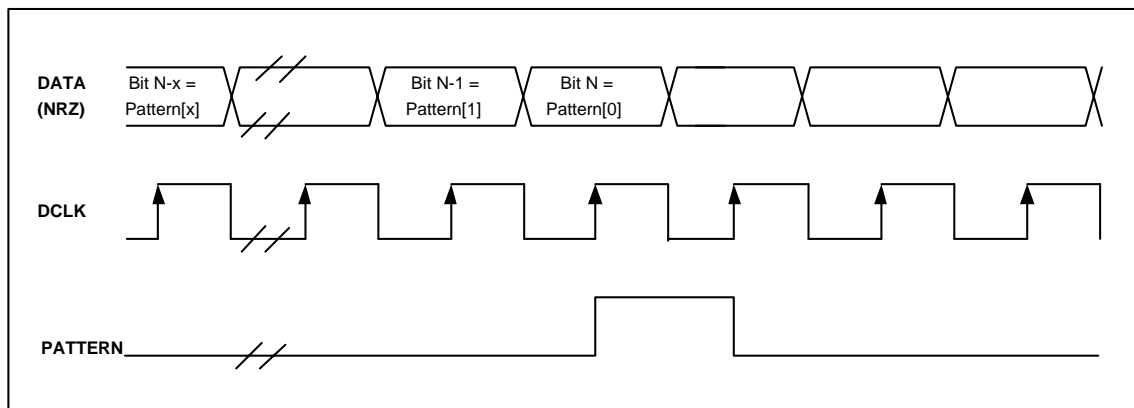 DATA
(NRZ)
Bit N-x =
Pattern[x]
Bit N-1 =
Pattern[1]
Bit N =
Pattern[0]
DCLK
PATTERN